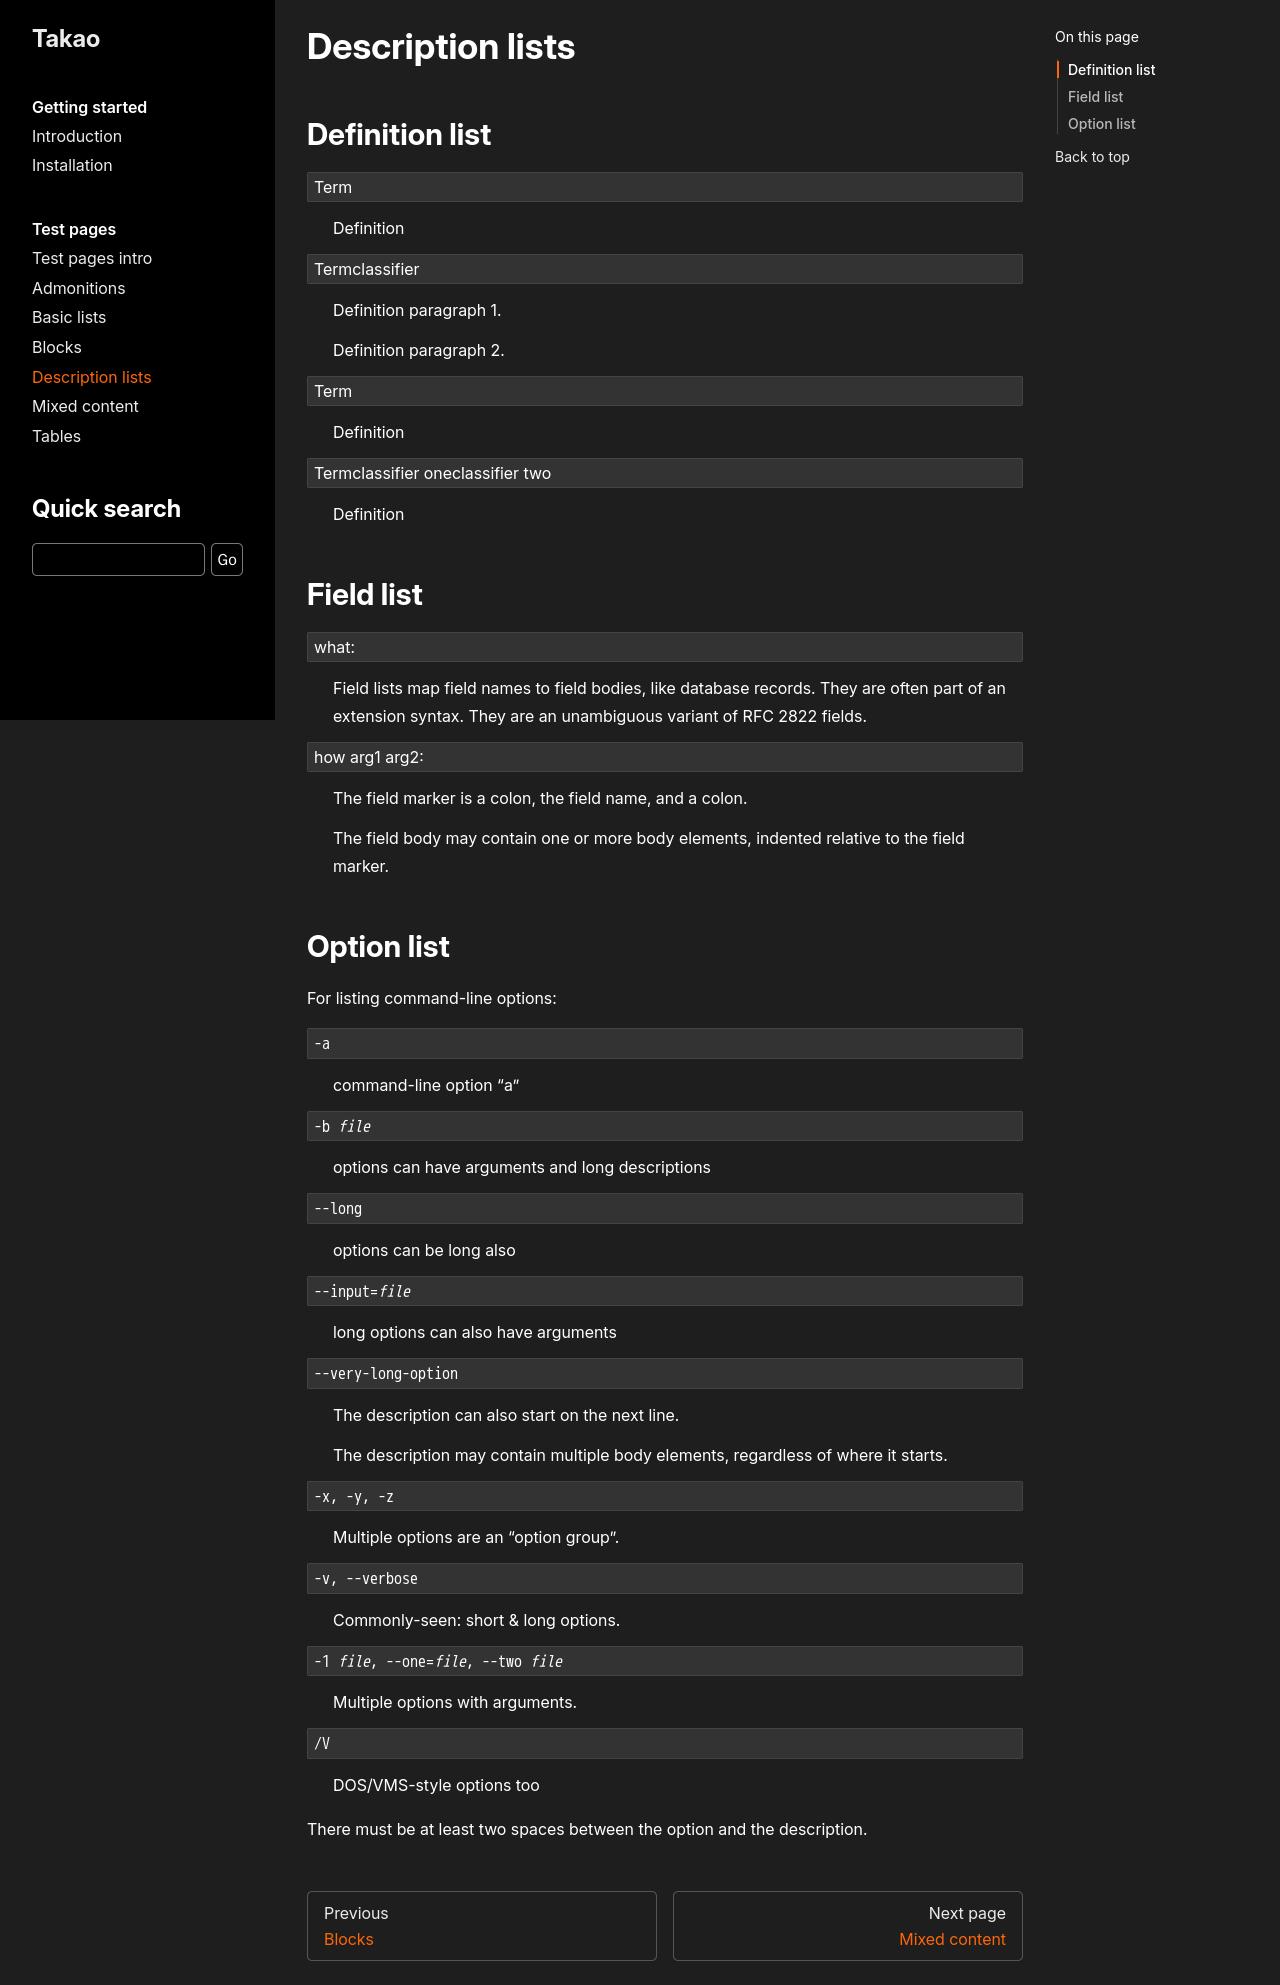 Takao
Getting started
Introduction
Installation
Test pages
Test pages intro
Admonitions
Basic lists
Blocks
Description lists
Mixed content
Tables
Quick search
Go
Description lists
Definition list
Term
Definition
Termclassifier
Definition paragraph 1.
Definition paragraph 2.
Term
Definition
Termclassifier oneclassifier two
Definition
Field list
what:
Field lists map field names to field bodies, like database records. They are often part of an
extension syntax. They are an unambiguous variant of RFC 2822 fields.
how arg1 arg2:
The field marker is a colon, the field name, and a colon.
The field body may contain one or more body elements, indented relative to the field
marker.
Option list
For listing command-line options:
-a
command-line option “a”
-b file
options can have arguments and long descriptions
--long
options can be long also
--input=file
long options can also have arguments
--very-long-option
The description can also start on the next line.
The description may contain multiple body elements, regardless of where it starts.
-x, -y, -z
Multiple options are an “option group”.
-v, --verbose
Commonly-seen: short & long options.
-1 file, --one=file, --two file
Multiple options with arguments.
/V
DOS/VMS-style options too
There must be at least two spaces between the option and the description.
Previous
Blocks
Next page
Mixed content
On this page
Definition list
Field list
Option list
Back to top